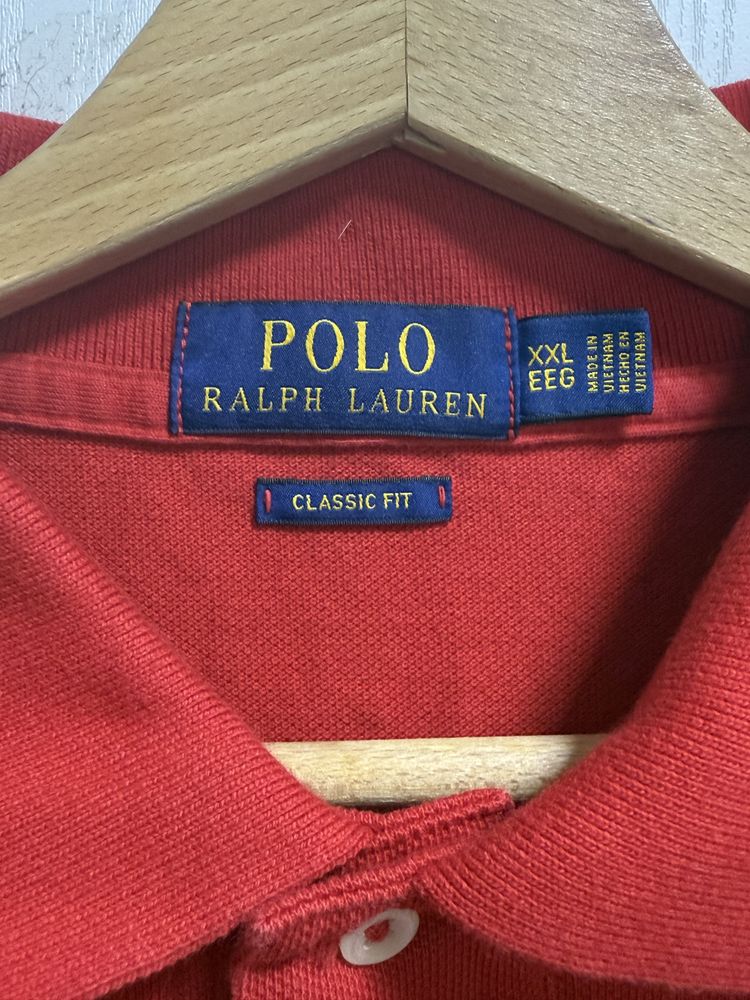 POLO
RALPH LAUREN
XXL
EEG
MADE IN
VIETNAM
HECHO EN
VIETNAM
CLASSIC FIT